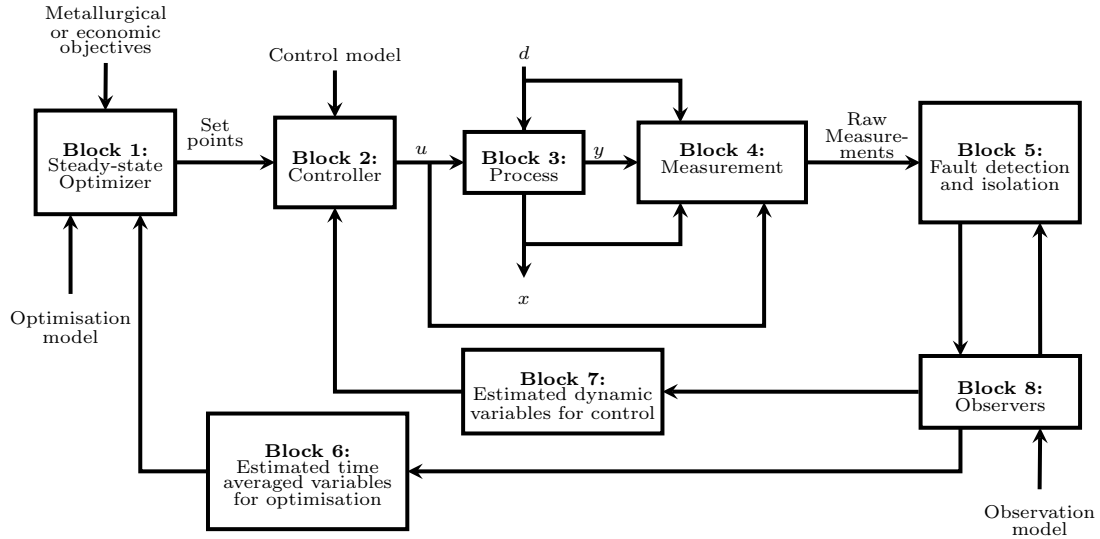 Metallurgical
or economic
objectives
Control model
d
Block 1:
Steady-state
Optimizer
Set
points
Block 2:
Controller
u
Block 3:
Process
y
Block 4:
Measurement
Raw
Measure-
ments
Block 5:
Fault detection
and isolation
x
Optimisation
model
Block 7:
Estimated dynamic
variables for control
Block 8:
Observers
Block 6:
Estimated time
averaged variables
for optimisation
Observation
model